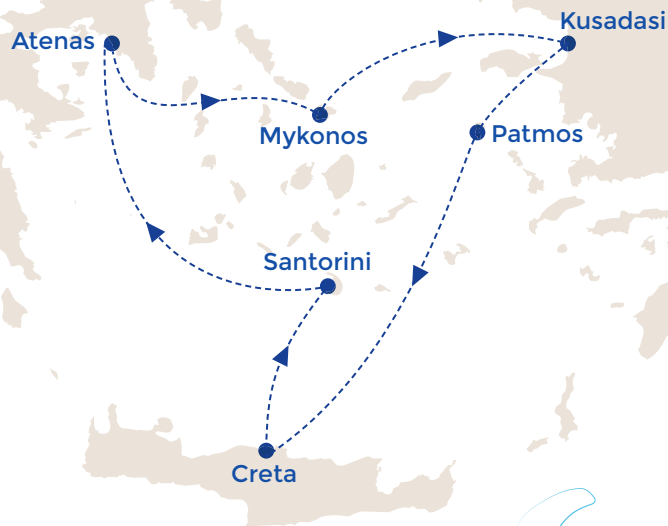 Kusadasi
Atenas
Mykonos
Patmos
Santorini
Creta